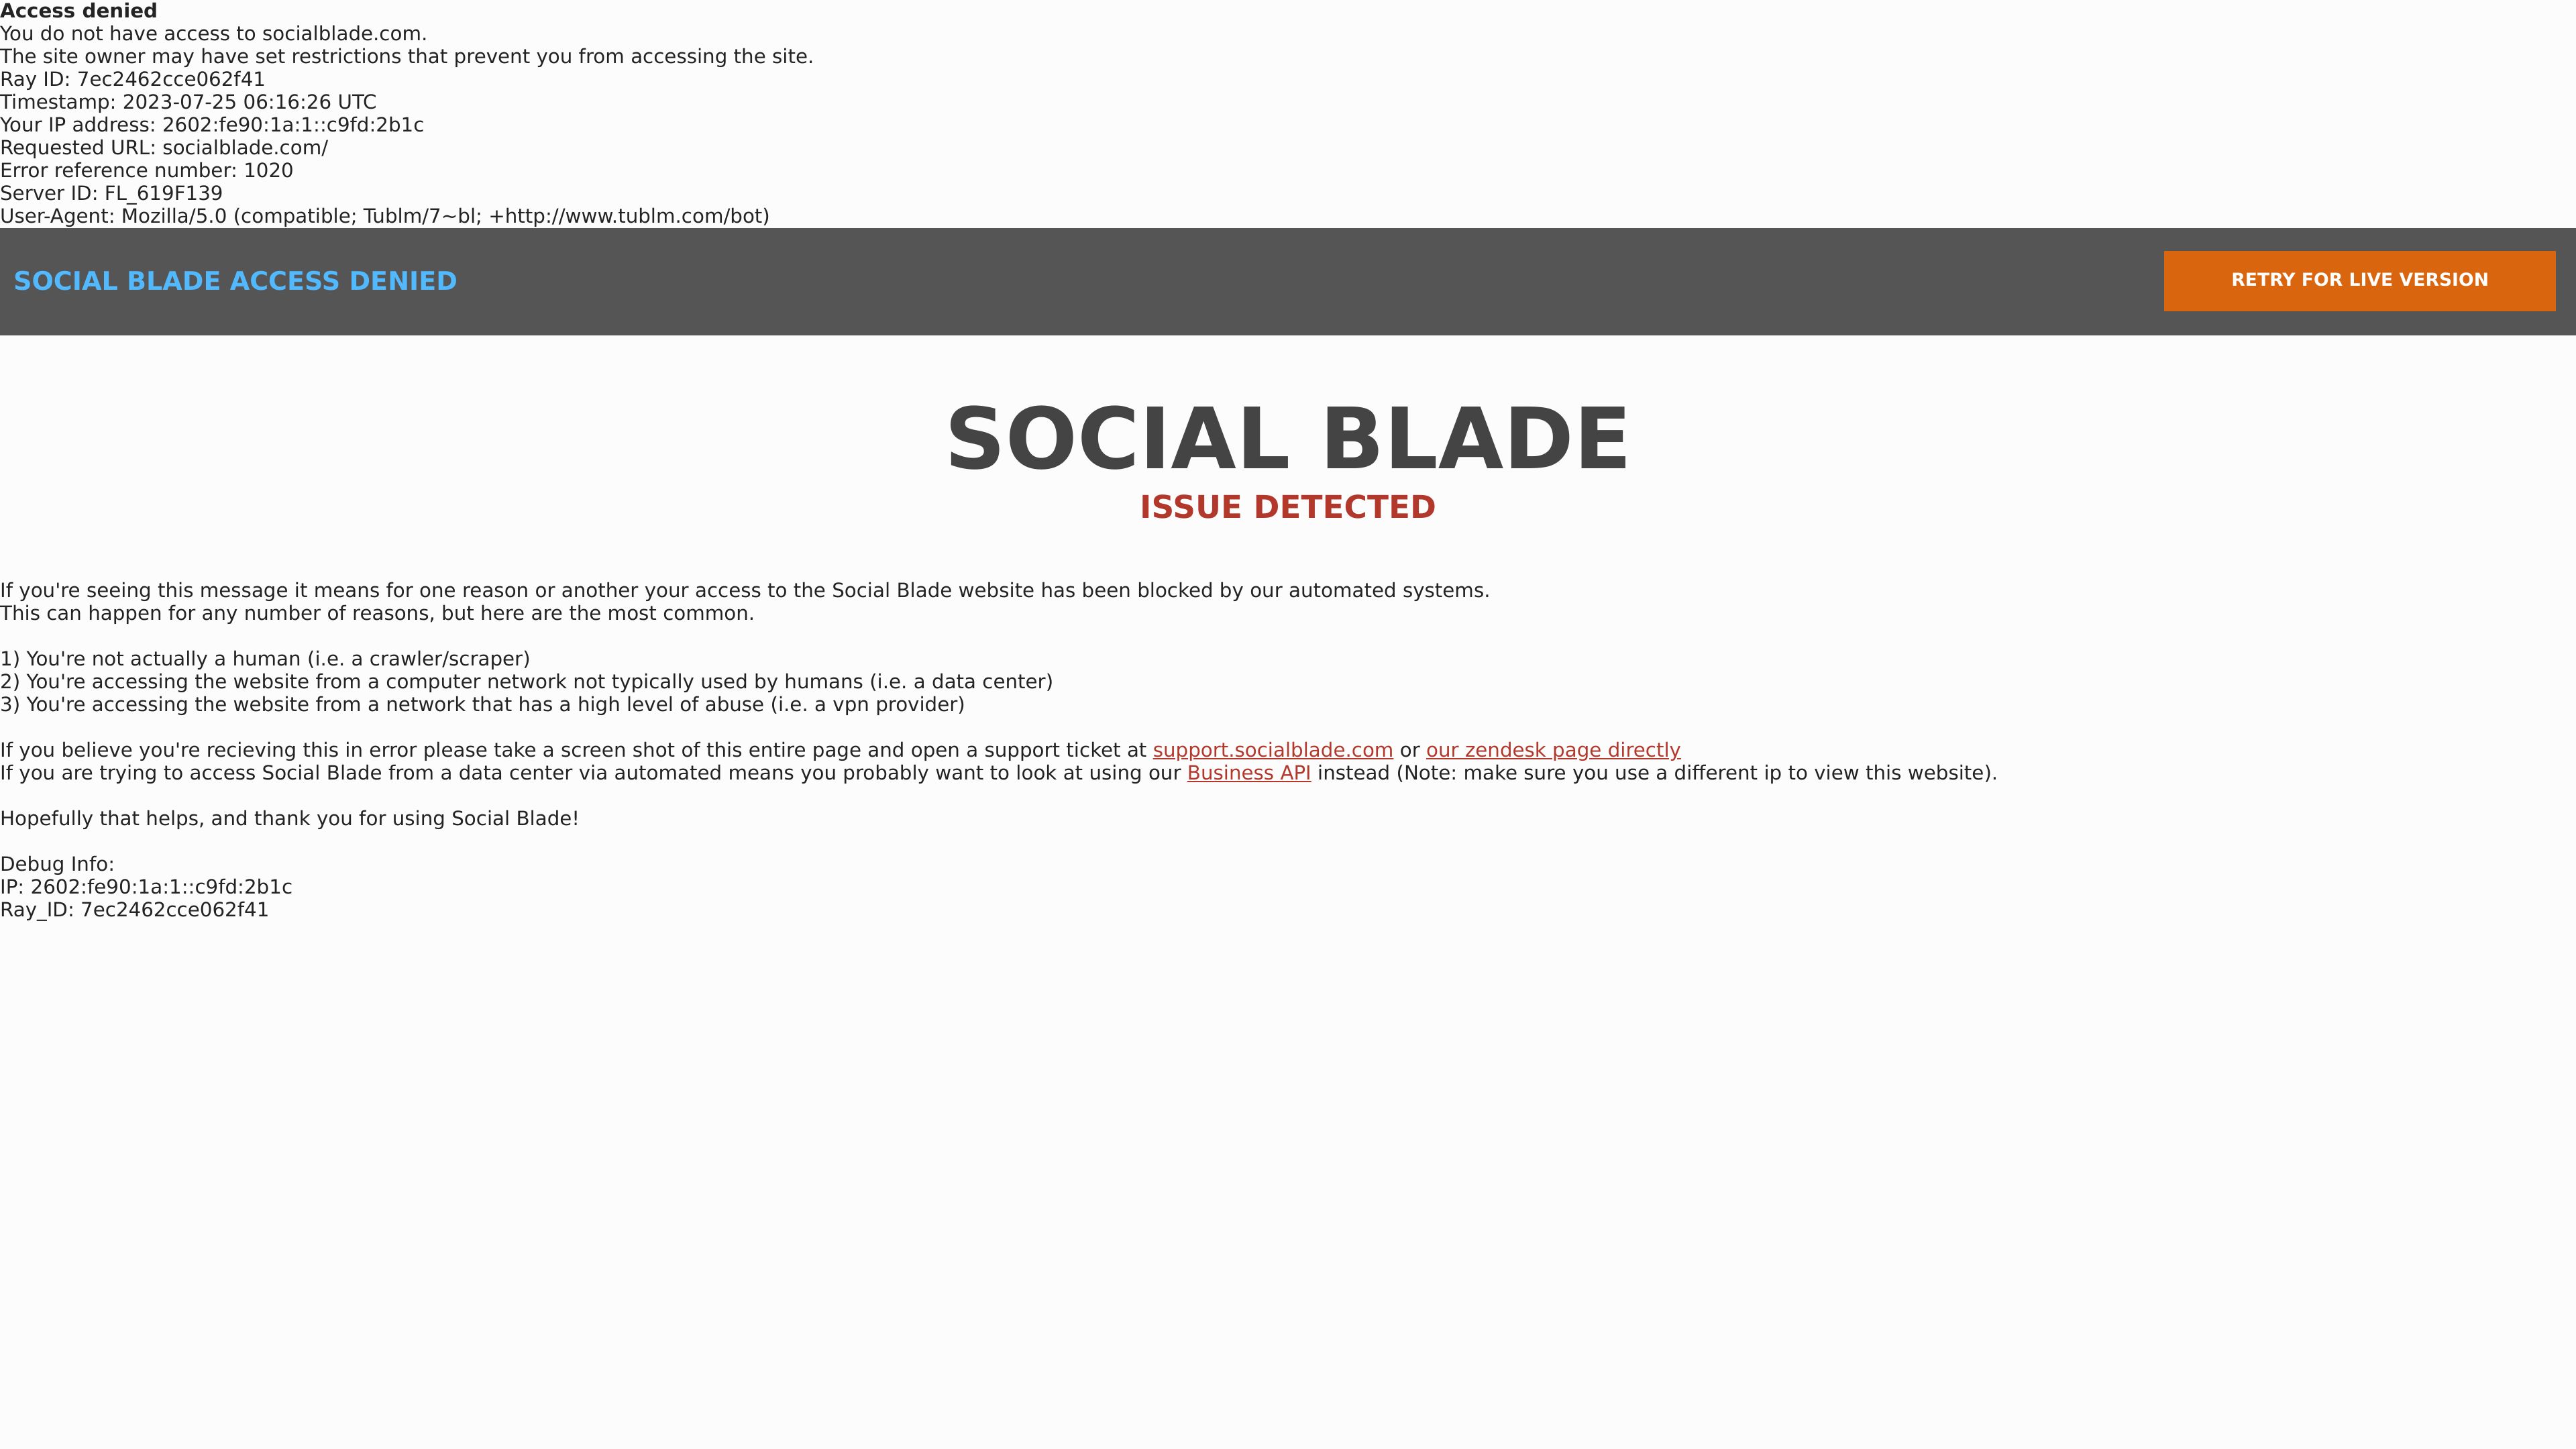 Access denied
You do not have access to socialblade.com.
The site owner may have set restrictions that prevent you from accessing the site.
Ray ID: 7ec2462cce062f41
Timestamp: 2023-07-25 06:16:26 UTC
Your IP address: 2602:fe90:1a:1::c9fd:2b1c
Requested URL: socialblade.com/
Error reference number: 1020
Server ID: FL_619F139
User-Agent: Mozilla/5.0 (compatible; Tublm/7~bl; +http://www.tublm.com/bot)
SOCIAL BLADE ACCESS DENIED
RETRY FOR LIVE VERSION
SOCIAL BLADE
ISSUE DETECTED
If you're seeing this message it means for one reason or another your access to the Social Blade website has been blocked by our automated systems.
This can happen for any number of reasons, but here are the most common.
1) You're not actually a human (i.e. a crawler/scraper)
2) You're accessing the website from a computer network not typically used by humans (i.e. a data center)
3) You're accessing the website from a network that has a high level of abuse (i.e. a vpn provider)
If you believe you're recieving this in error please take a screen shot of this entire page and open a support ticket at support.socialblade.com or our zendesk page directly
If you are trying to access Social Blade from a data center via automated means you probably want to look at using our Business API instead (Note: make sure you use a different ip to view this website).
Hopefully that helps, and thank you for using Social Blade!
Debug Info:
IP: 2602:fe90:1a:1::c9fd:2b1c
Ray_ID: 7ec2462cce062f41